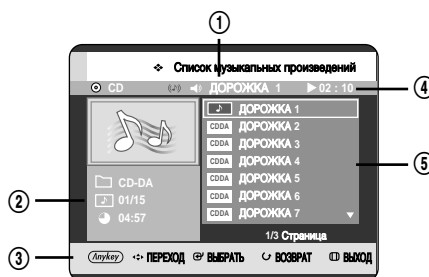 ①
❖ Список музыкальных произведений
CD ДОРОЖКА 1 ▶ 02 : 10 ④
♪ ДОРОЖКА 1
CDDA ДОРОЖКА 2
CDDA ДОРОЖКА 3
CDDA ДОРОЖКА 4 ⑤
CDDA ДОРОЖКА 5
CDDA ДОРОЖКА 6
CDDA ДОРОЖКА 7 ▼
CD-DA
② 01/15
04:57
1/3 Страница
③ Anykey ПЕРЕХОД ВЫБРАТЬ ВОЗВРАТ ВЫХОД